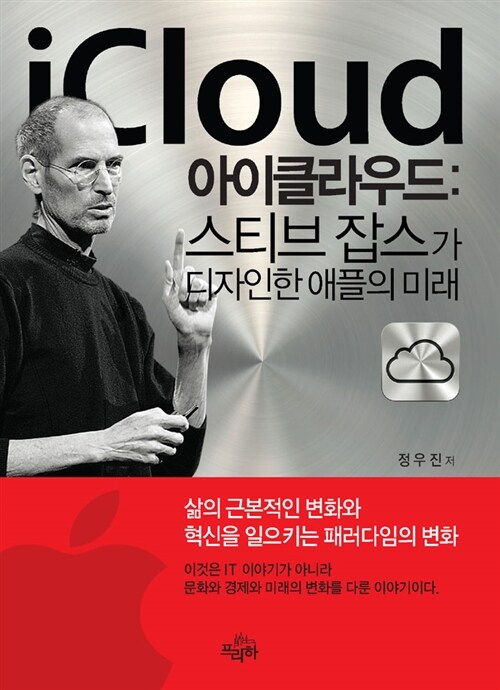 iCloud
아이클라우드:
스티브 잡스가
디자인한 애플의 미래
정우진 저
삶의 근본적인 변화와
혁신을 일으키는 패러다임의 변화
이것은 IT 이야기가 아니라
문화와 경제와 미래의 변화를 다룬 이야기이다.
프리하